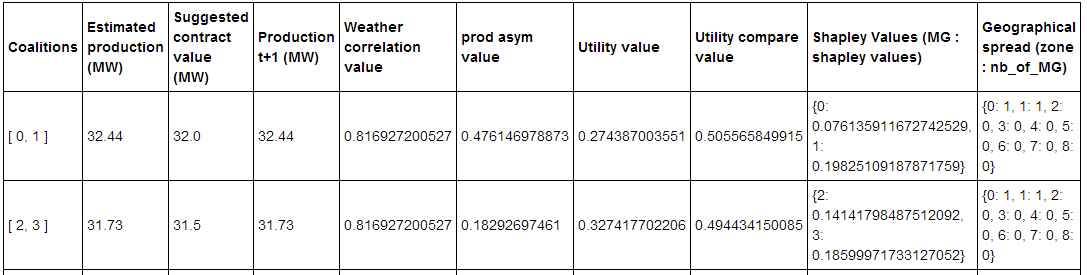 Coalitions
Estimated
production
(MW)
Suggested
contract
value
(MW)
Production
t+1 (MW)
Weather
correlation
value
prod asym
value
Utility value
Utility compare
value
Shapley Values (MG :
shapley values)
Geographical
spread (zone
: nb_of_MG)
[ 0, 1 ]
32.44
32.0
32.44
0.816927200527
0.476146978873
0.274387003551
0.505565849915
{0:
0.076135911672742529,
1:
0.19825109187871759}
{0: 1, 1: 1, 2:
0, 3: 0, 4: 0, 5:
0, 6: 0, 7: 0, 8:
0}
[ 2, 3 ]
31.73
31.5
31.73
0.816927200527
0.18292697461
0.327417702206
0.494434150085
{2:
0.14141798487512092,
3:
0.18599971733127052}
{0: 1, 1: 1, 2:
0, 3: 0, 4: 0, 5:
0, 6: 0, 7: 0, 8:
0}